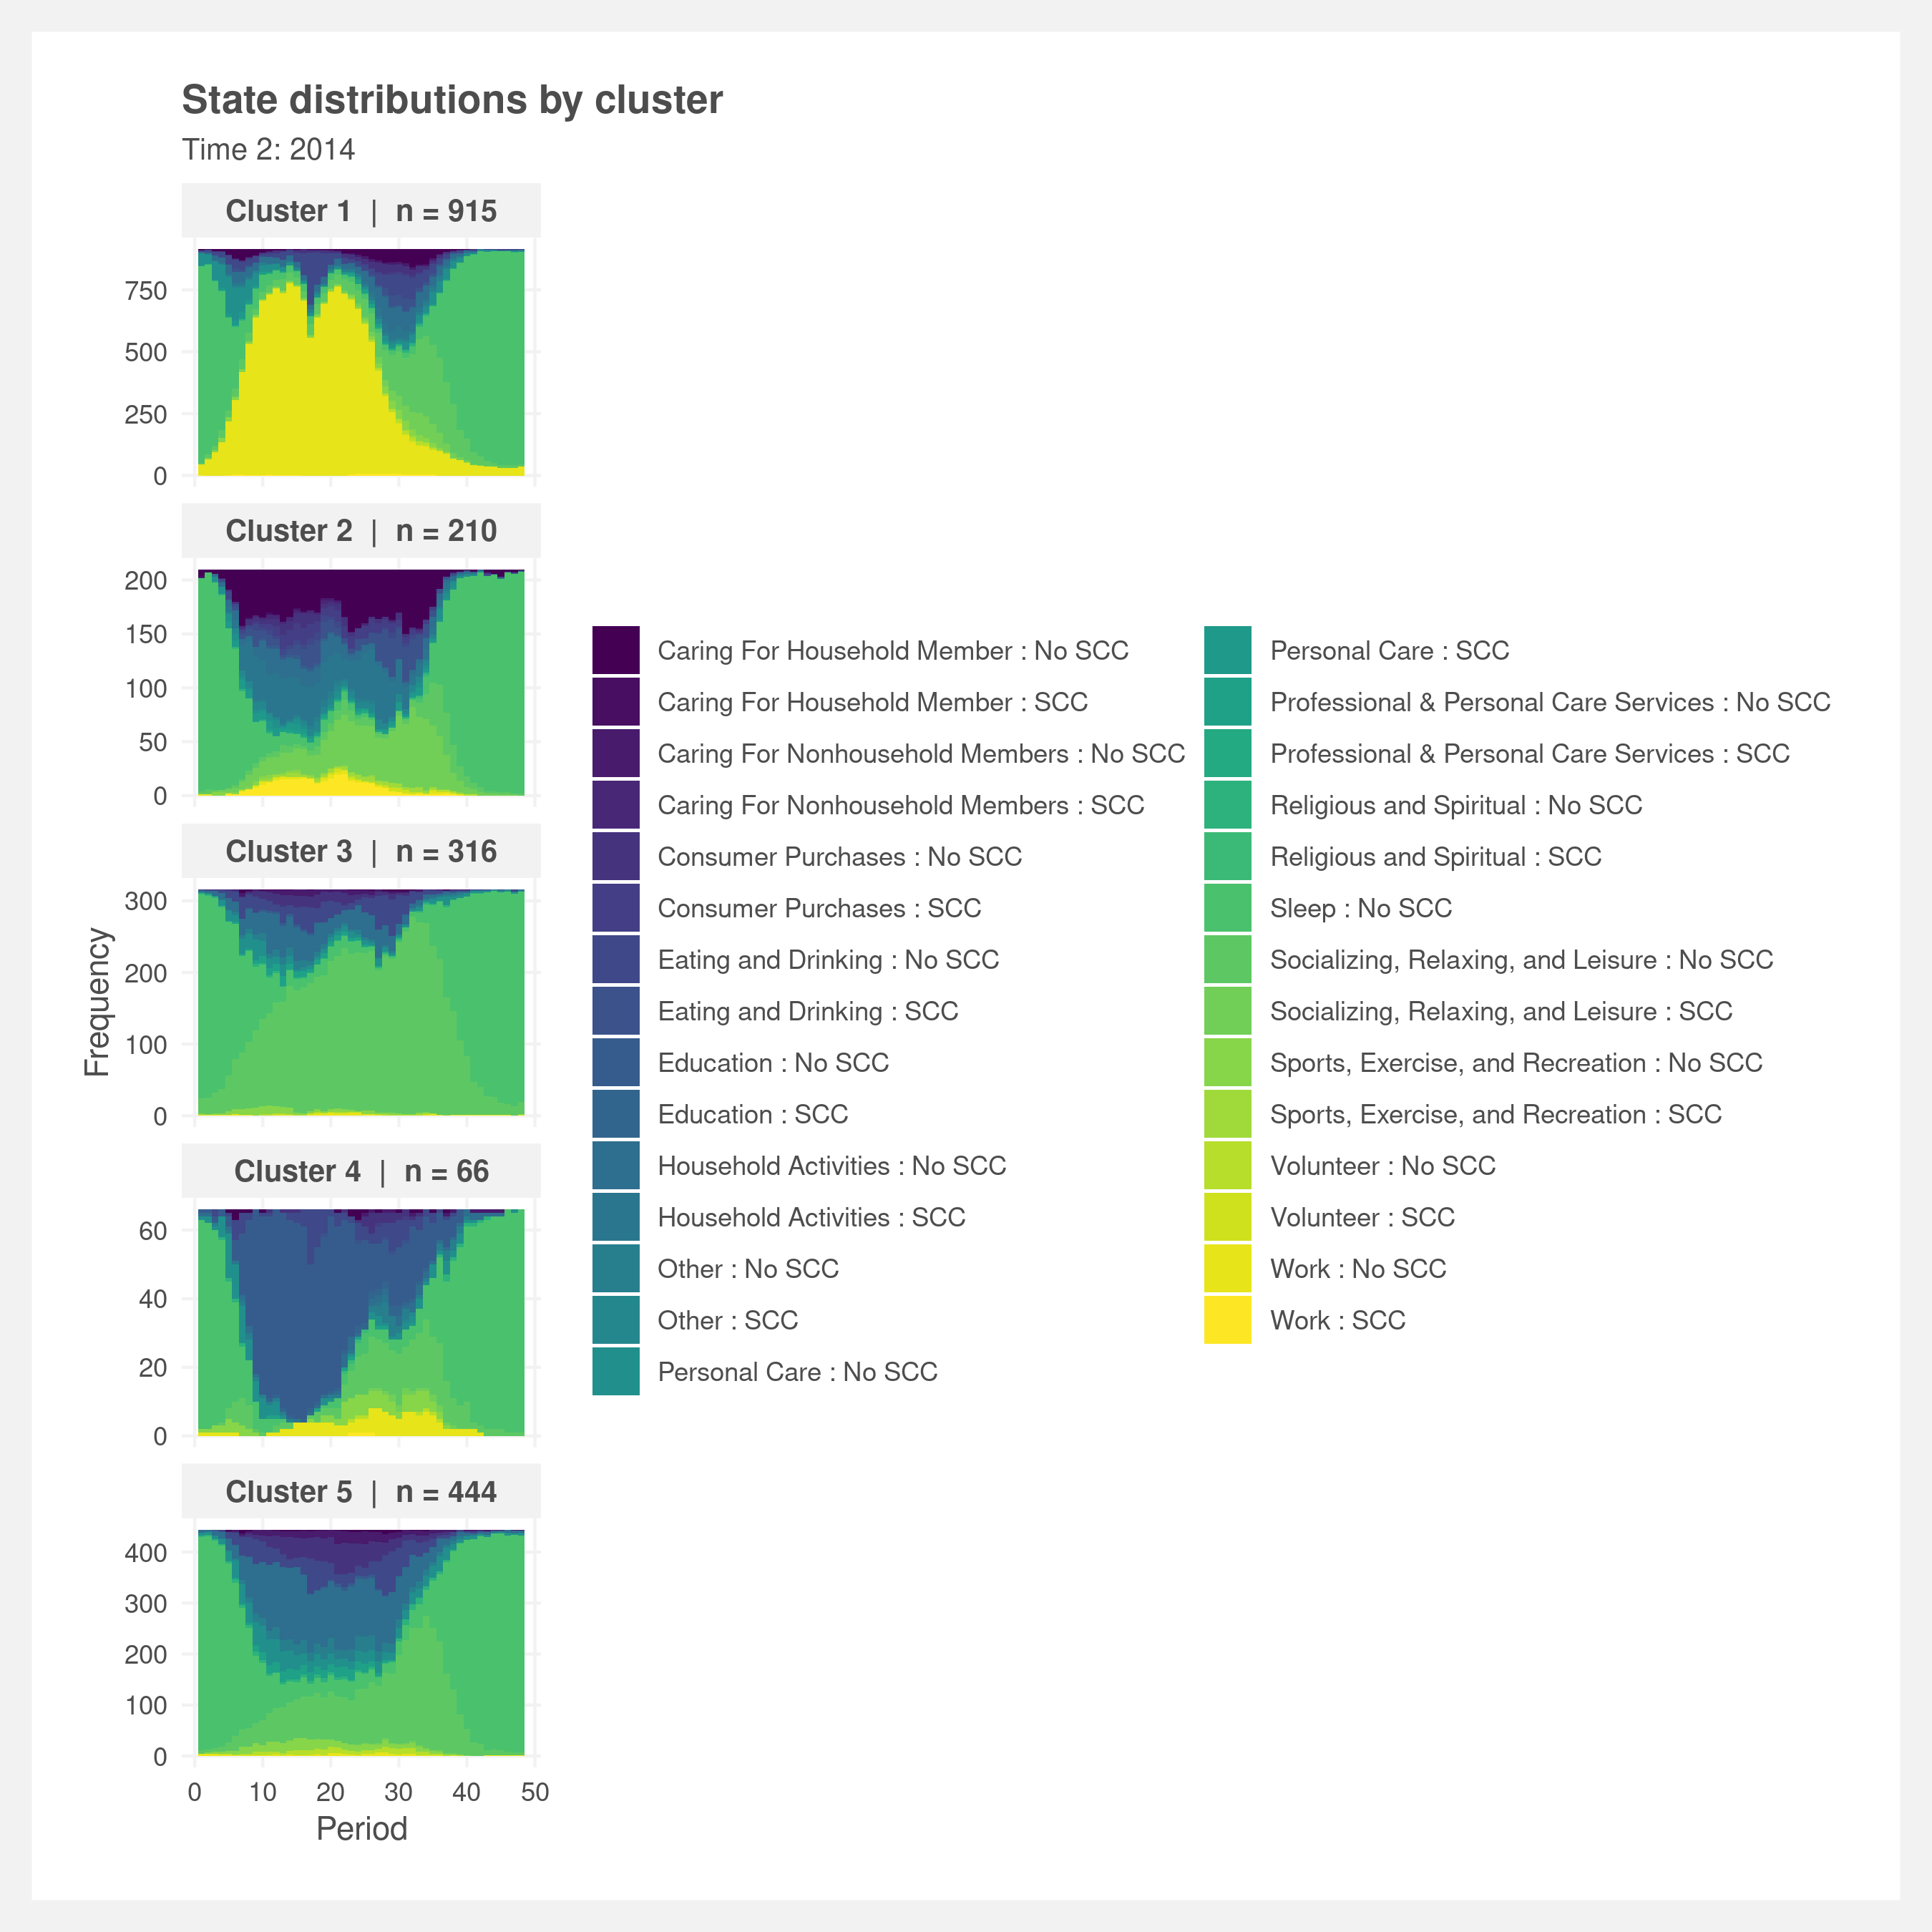 State distributions by cluster
Time 2: 2014
Cluster 1 | n = 915
750
500
250
0
Cluster 2 | n = 210
200
150
100
50
0
Cluster 3 | n = 316
300
200
100
0
Cluster 4 | n = 66
60
40
20
0
Cluster 5 | n = 444
400
300
200
100
0
0 10 20 30 40 50
Period
Frequency
Caring For Household Member : No SCC
Caring For Household Member : SCC
Caring For Nonhousehold Members : No SCC
Caring For Nonhousehold Members : SCC
Consumer Purchases : No SCC
Consumer Purchases : SCC
Eating and Drinking : No SCC
Eating and Drinking : SCC
Education : No SCC
Education : SCC
Household Activities : No SCC
Household Activities : SCC
Other : No SCC
Other : SCC
Personal Care : No SCC
Personal Care : SCC
Professional & Personal Care Services : No SCC
Professional & Personal Care Services : SCC
Religious and Spiritual : No SCC
Religious and Spiritual : SCC
Sleep : No SCC
Socializing, Relaxing, and Leisure : No SCC
Socializing, Relaxing, and Leisure : SCC
Sports, Exercise, and Recreation : No SCC
Sports, Exercise, and Recreation : SCC
Volunteer : No SCC
Volunteer : SCC
Work : No SCC
Work : SCC